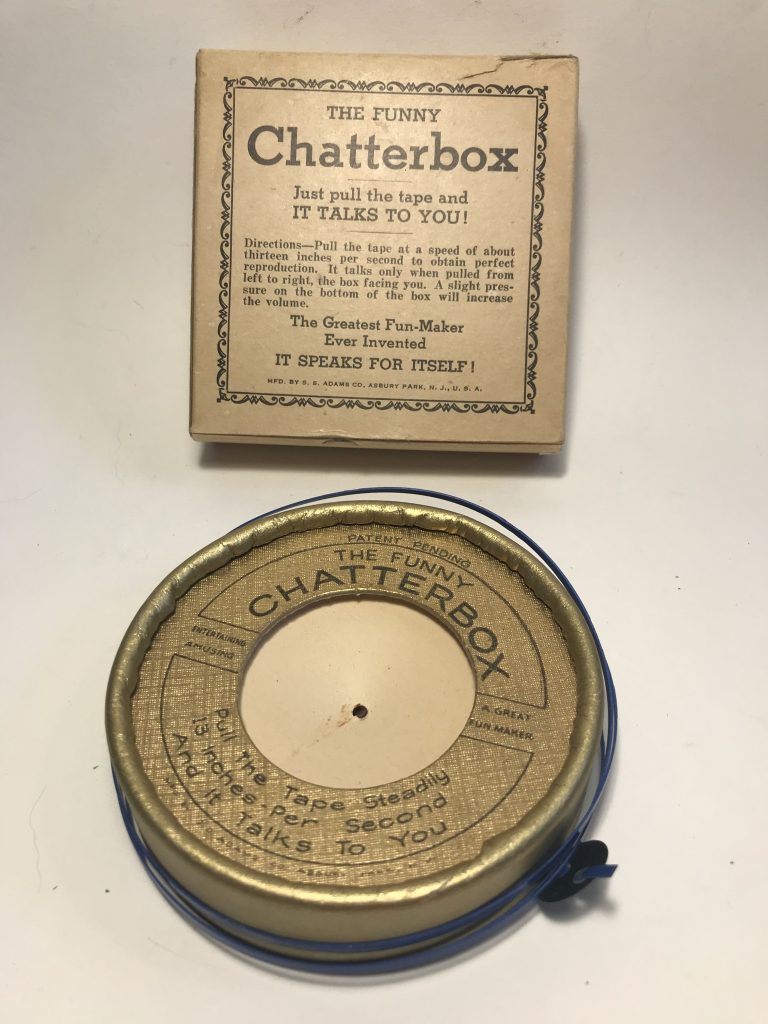 THE FUNNY
Chatterbox
Just pull the tape and
IT TALKS TO YOU!
Directions—Pull the tape at a speed of about
thirteen inches per second to obtain perfect
reproduction. It talks only when pulled from
left to right, the box facing you. A slight pres-
sure on the bottom of the box will increase
the volume.
The Greatest Fun-Maker
Ever Invented
IT SPEAKS FOR ITSELF!
MFD. BY S. S. ADAMS CO., ASBURY PARK, N. J., U. S. A.
PATENT PENDING
THE FUNNY
CHATTERBOX
ENTERTAINING
AMUSING
A GREAT
FUN MAKER
Pull The Tape Steadily
13 Inches-Per Second
And It Talks To You